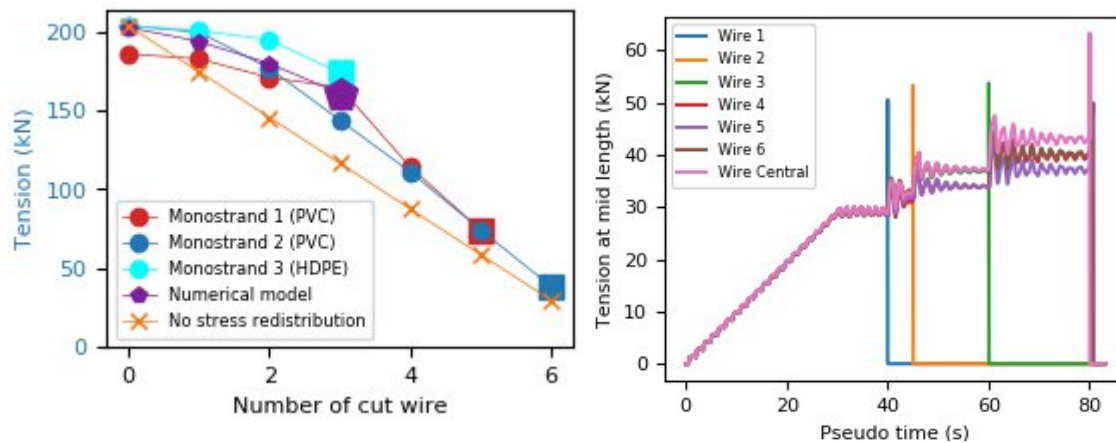 200
150
100
50
0
Tension (kN)
Monostrand 1 (PVC)
Monostrand 2 (PVC)
Monostrand 3 (HDPE)
Numerical model
No stress redistribution
0 2 4 6
Number of cut wire
60
50
40
30
20
10
0
Tension at mid length (kN)
Wire 1
Wire 2
Wire 3
Wire 4
Wire 5
Wire 6
Wire Central
0 20 40 60 80
Pseudo time (s)